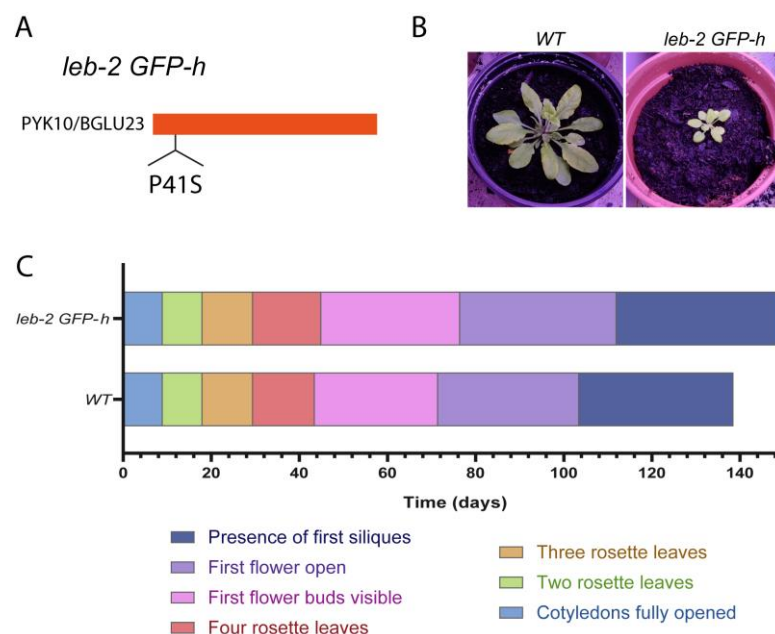 A
leb-2 GFP-h
PYK10/BGLU23
P41S
B
WT
leb-2 GFP-h
C
leb-2 GFP-h
WT
0 20 40 60 80 100 120 140
Time (days)
Presence of first siliques
First flower open
First flower buds visible
Four rosette leaves
Three rosette leaves
Two rosette leaves
Cotyledons fully opened